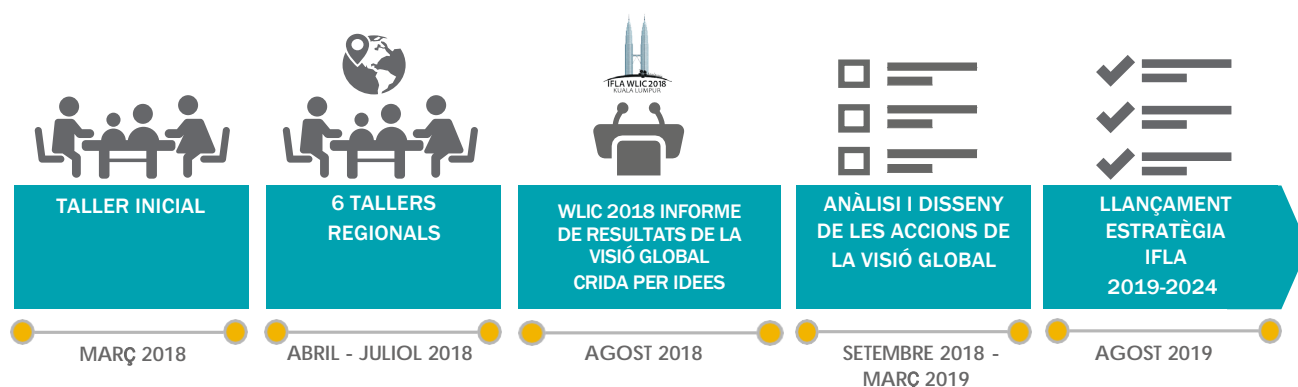 IFLA WLIC 2018
KUALA LUMPUR
TALLER INICIAL
6 TALLERS
REGIONALS
WLIC 2018 INFORME
DE RESULTATS DE LA
VISIÓ GLOBAL
CRIDA PER IDEES
ANÀLISI I DISSENY
DE LES ACCIONS DE
LA VISIÓ GLOBAL
LLANÇAMENT
ESTRATÈGIA
IFLA
2019-2024
MARÇ 2018
ABRIL - JULIOL 2018
AGOST 2018
SETEMBRE 2018 -
MARÇ 2019
AGOST 2019